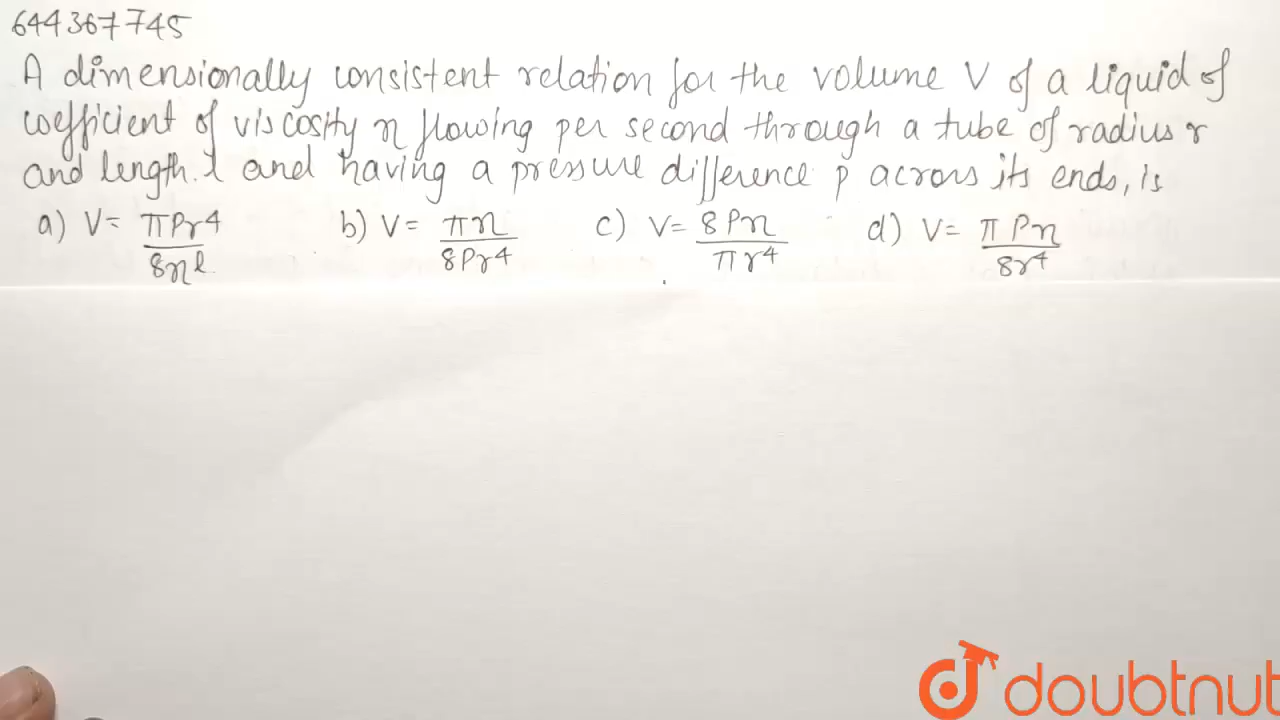 644367745
A dimensionally consistent relation for the volume V of a liquid of
coefficient of viscosity η flowing per second through a tube of radius r
and length l and having a pressure difference p across its ends, is
a) V = πPr⁴/8ηl b) V = πη/8Pr⁴ c) V = 8Pη/πr⁴ d) V = πPη/8r⁴
doubtnut